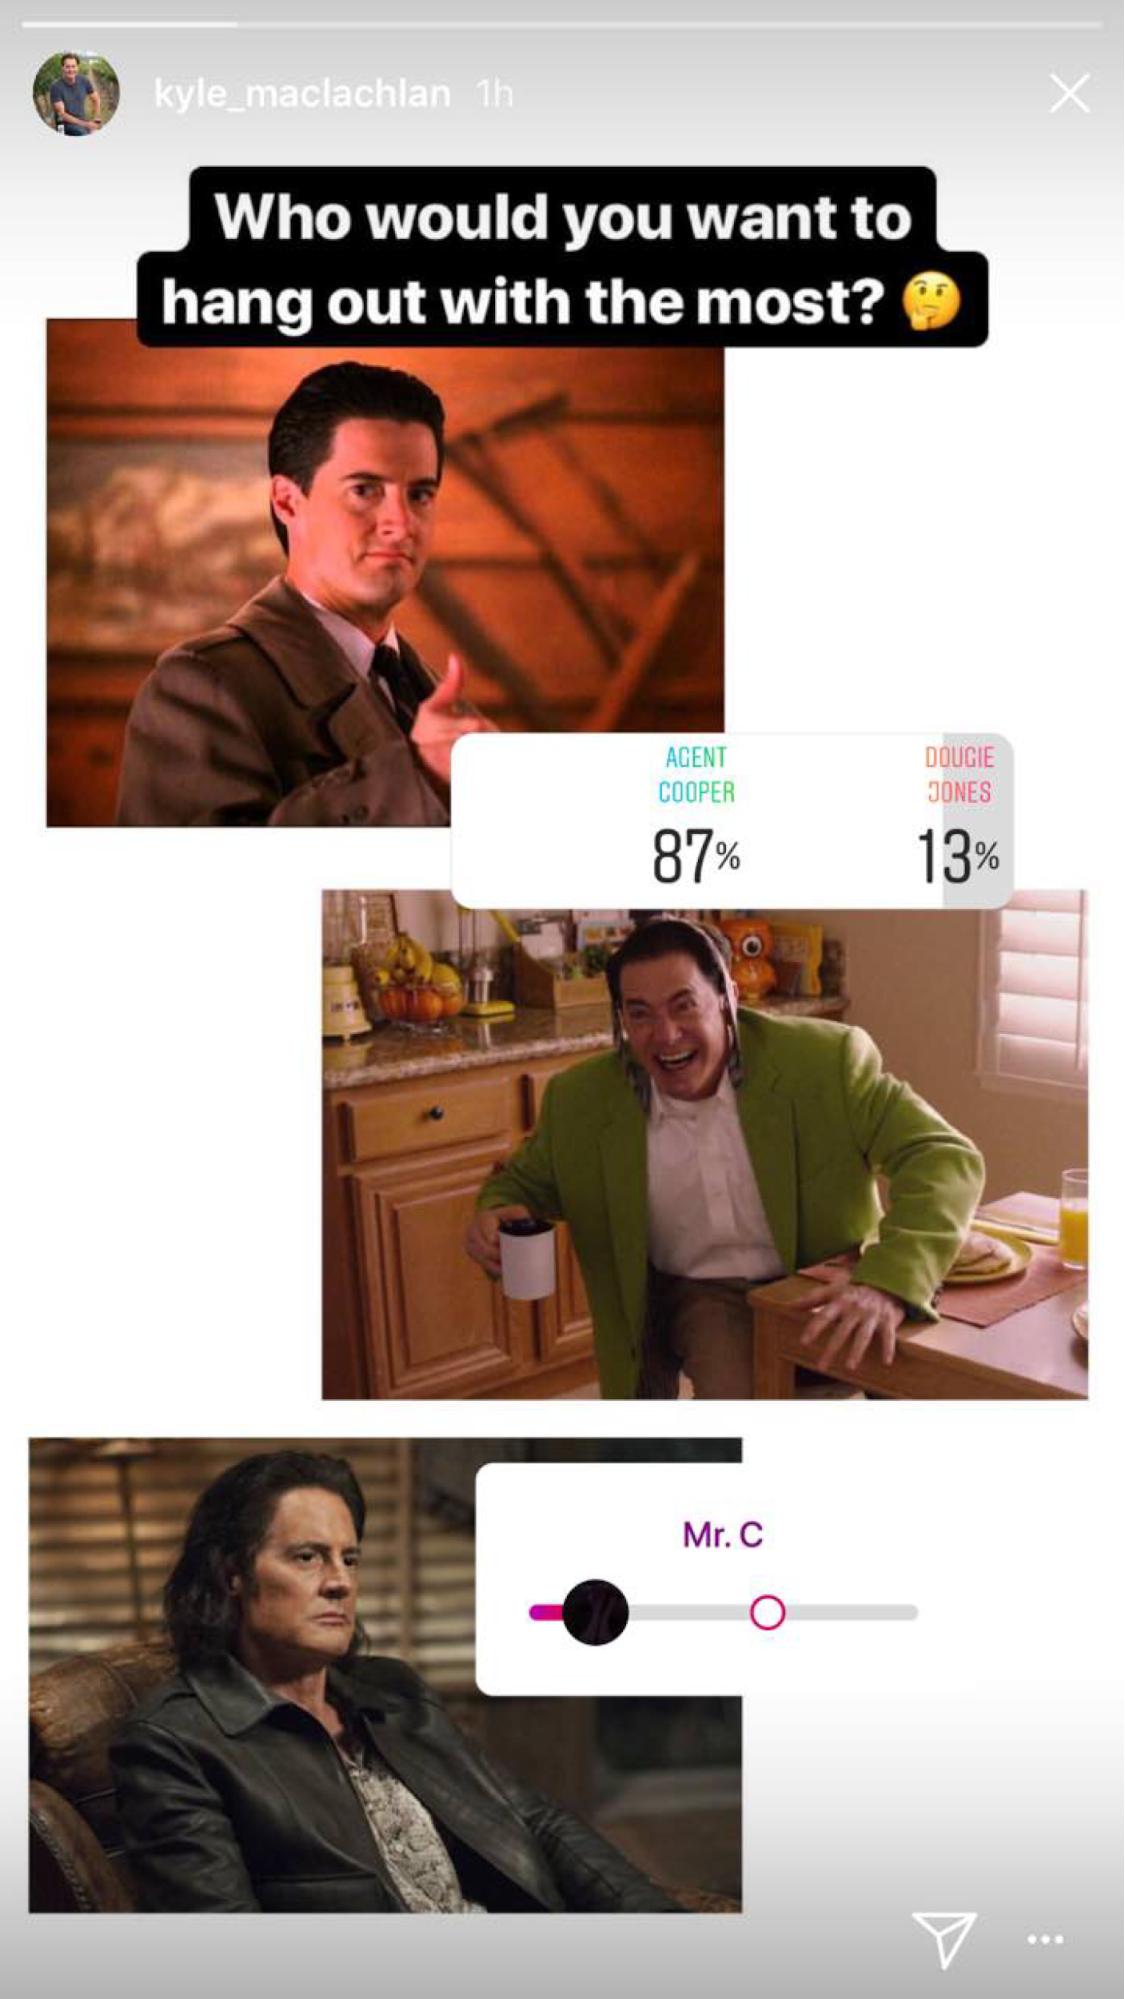 kyle_maclachlan 1h
Who would you want to
hang out with the most? 🤔
AGENT
COOPER
87%
DOUGIE
JONES
13%
Mr. C